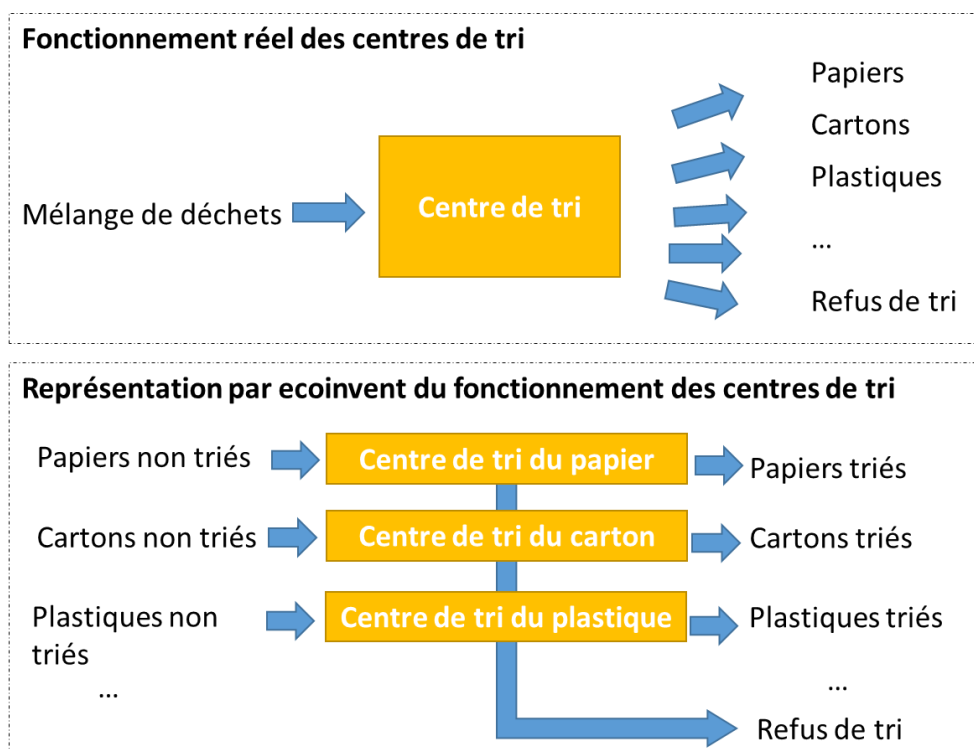 Fonctionnement réel des centres de tri
Papiers
Cartons
Mélange de déchets
Centre de tri
Plastiques
...
Refus de tri
Représentation par ecoinvent du fonctionnement des centres de tri
Papiers non triés
Centre de tri du papier
Papiers triés
Cartons non triés
Centre de tri du carton
Cartons triés
Plastiques non
triés
Centre de tri du plastique
Plastiques triés
...
...
Refus de tri